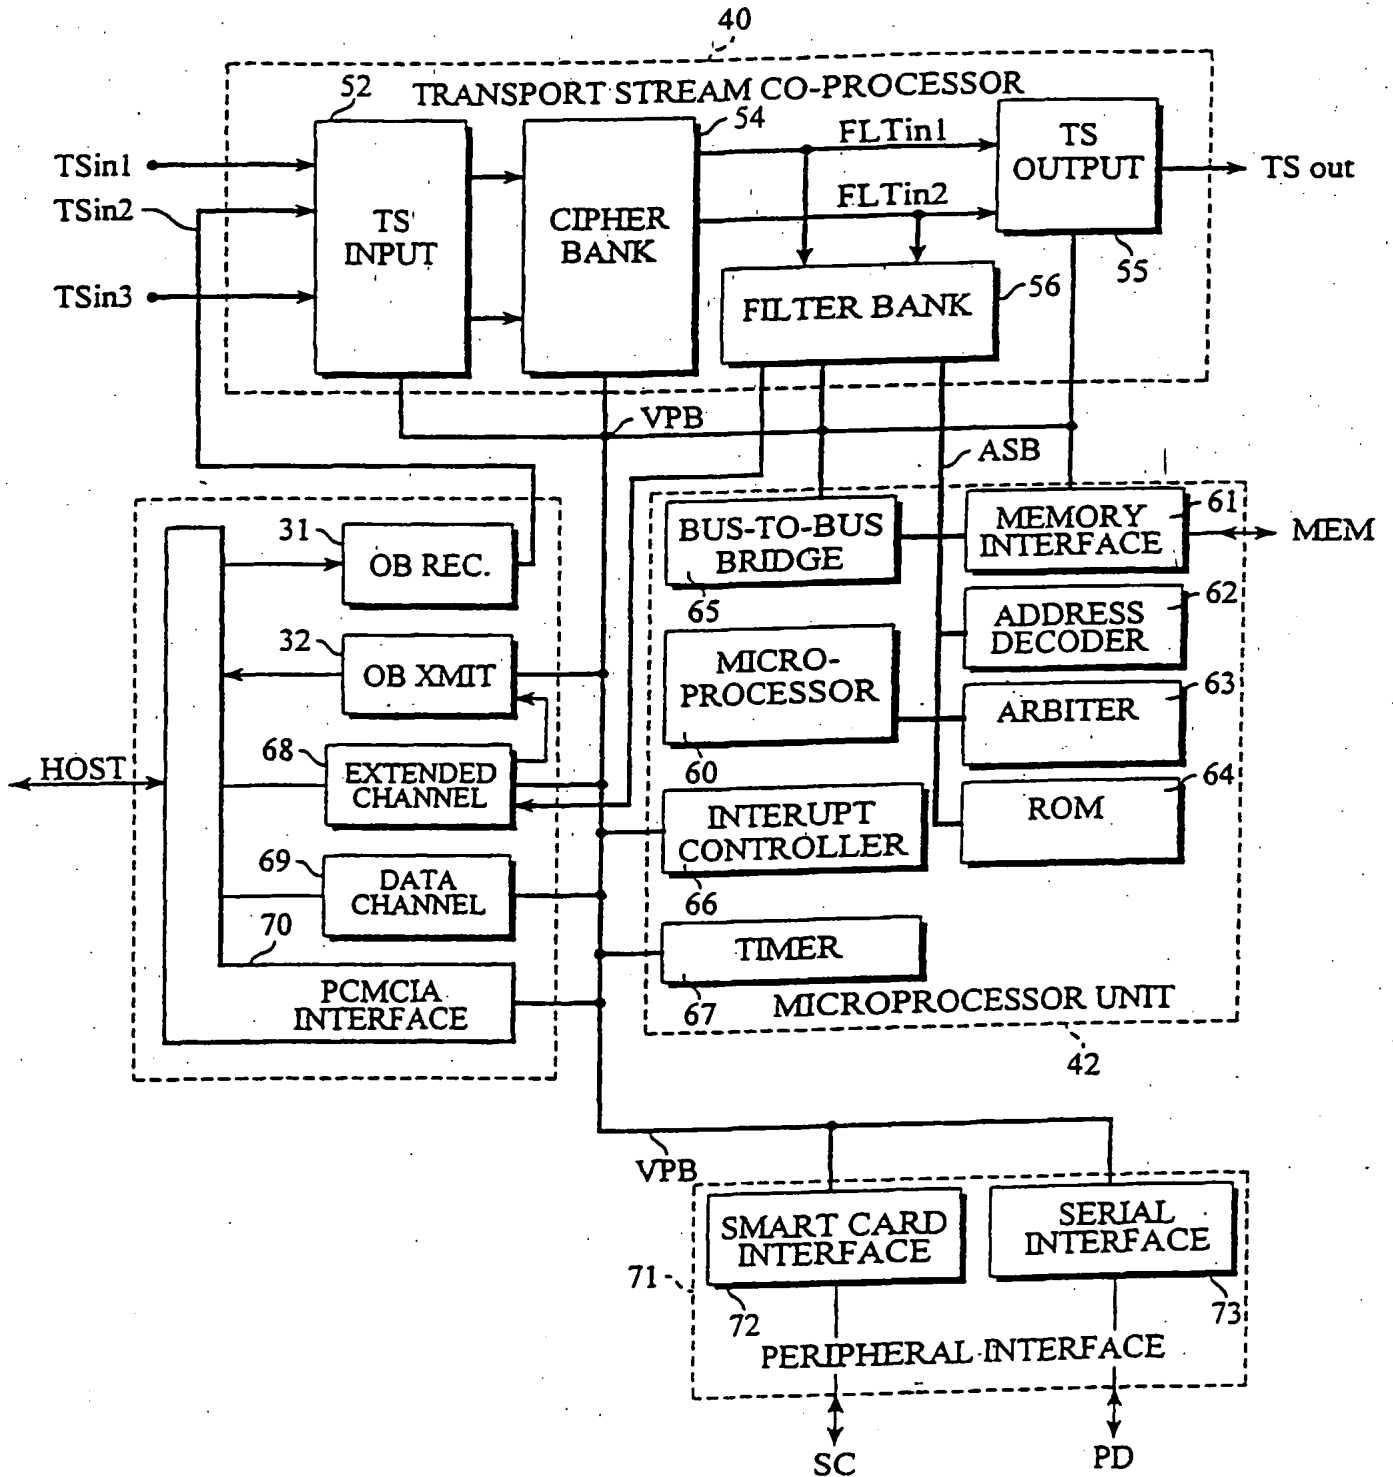 40
TRANSPORT STREAM CO-PROCESSOR
52
54
FLTin1
TS
OUTPUT
TSin1
TS out
TSin2
FLTin2
TS
INPUT
CIPHER
BANK
55
TSin3
56
FILTER BANK
VPB
ASB
31
OB REC.
BUS-TO-BUS
BRIDGE
65
MEMORY
INTERFACE
61
MEM
32
OB XMIT
ADDRESS
DECODER
62
MICRO-
PROCESSOR
60
ARBITER
63
HOST
68
EXTENDED
CHANNEL
64
ROM
INTERUPT
CONTROLLER
66
69
DATA
CHANNEL
70
TIMER
67
PCMCIA
INTERFACE
MICROPROCESSOR UNIT
42
VPB
SMART CARD
INTERFACE
SERIAL
INTERFACE
71
72
73
PERIPHERAL INTERFACE
SC
PD